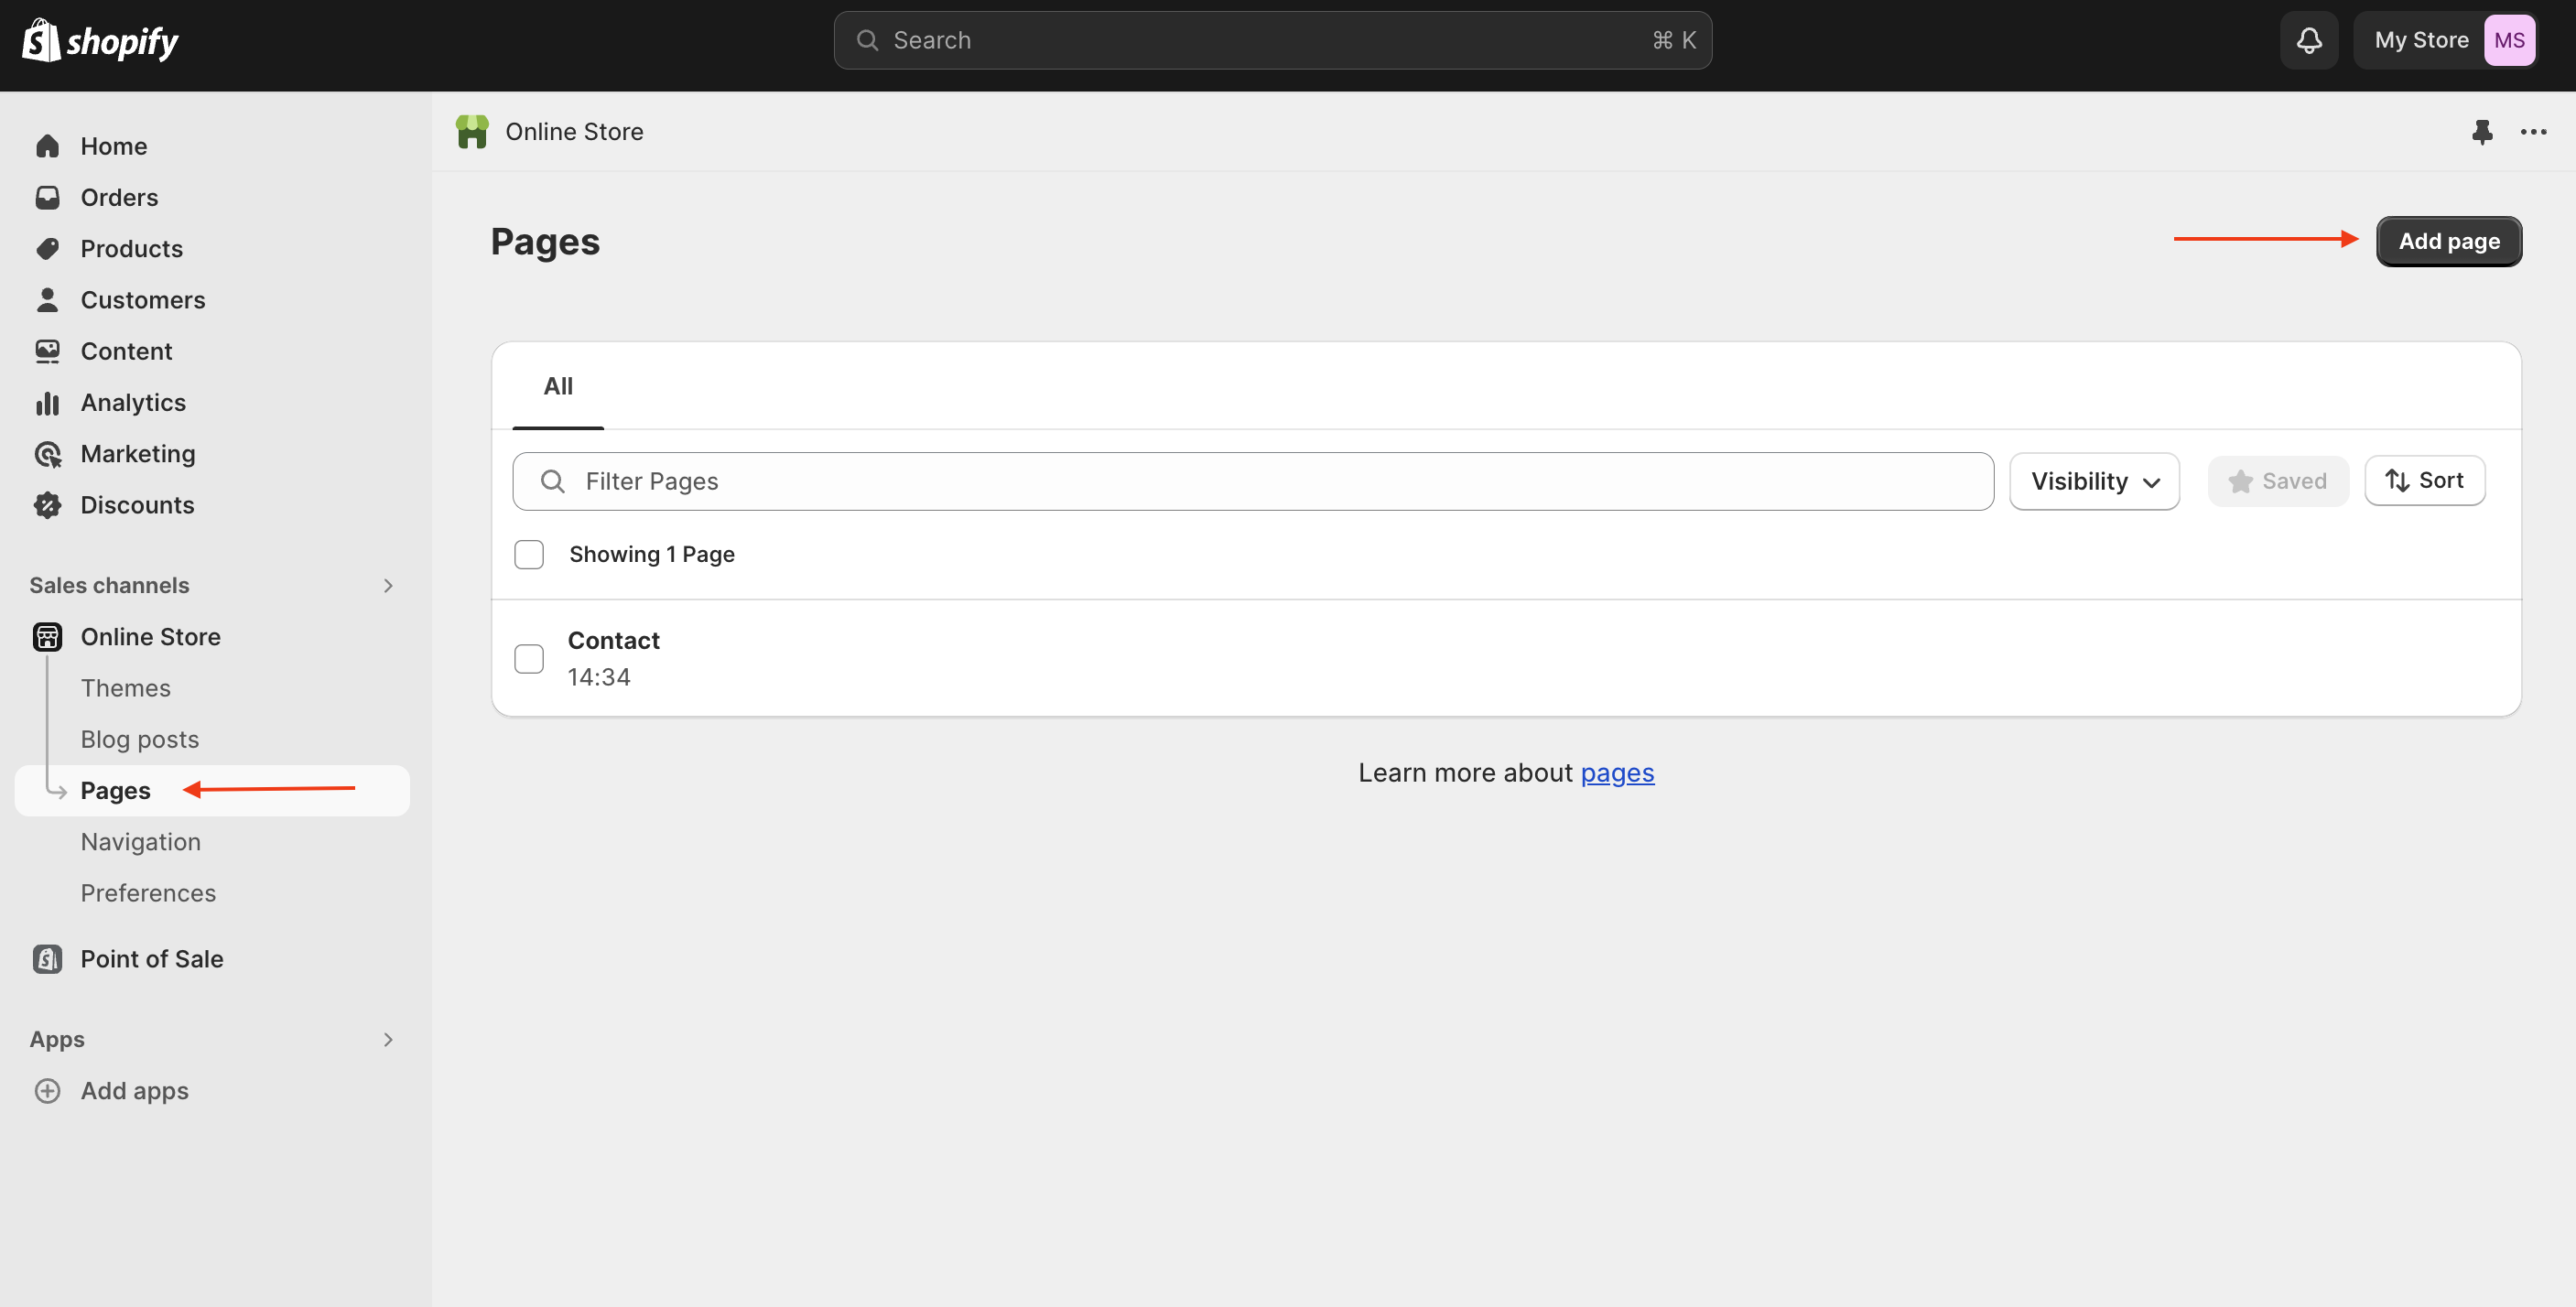 shopify
Search
⌘ K
My Store
MS
Home
Orders
Products
Customers
Content
Analytics
Marketing
Discounts
Sales channels
Online Store
Themes
Blog posts
Pages
Navigation
Preferences
Point of Sale
Apps
Add apps
Online Store
Pages
Add page
All
Filter Pages
Visibility
Saved
Sort
Showing 1 Page
Contact
14:34
Learn more about pages